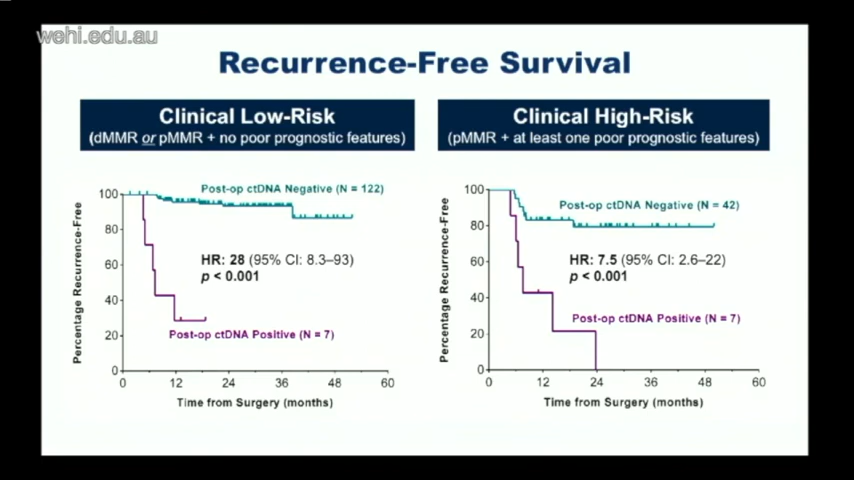 wehi.edu.au
Recurrence-Free Survival
Clinical Low-Risk
(dMMR or pMMR + no poor prognostic features)
Clinical High-Risk
(pMMR + at least one poor prognostic features)
Percentage Recurrence-Free
100
80
60
40
20
0
Post-op ctDNA Negative (N = 122)
HR: 28 (95% CI: 8.3–93)
p < 0.001
Post-op ctDNA Positive (N = 7)
0 12 24 36 48 60
Time from Surgery (months)
Percentage Recurrence-Free
100
80
60
40
20
0
Post-op ctDNA Negative (N = 42)
HR: 7.5 (95% CI: 2.6–22)
p < 0.001
Post-op ctDNA Positive (N = 7)
0 12 24 36 48 60
Time from Surgery (months)